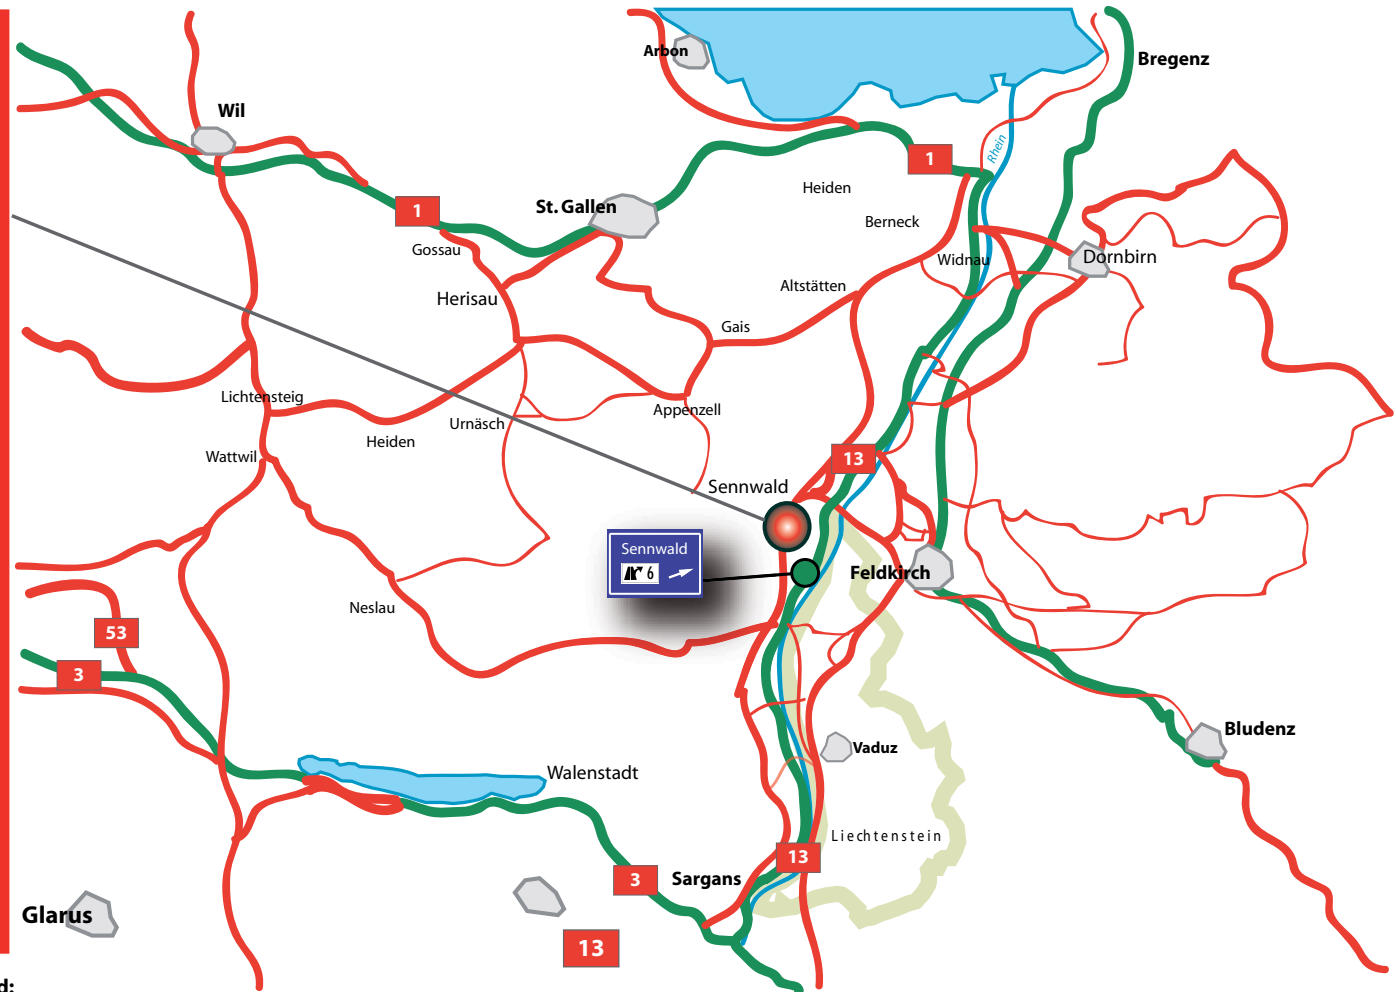 Arbon
Bregenz
Wil
Rhein
1
Heiden
St. Gallen
1
Berneck
Gossau
Widnau
Dornbirn
Altstätten
Herisau
Gais
Lichtensteig
Appenzell
Urnäsch
Heiden
Wattwil
13
Sennwald
Sennwald
6
Feldkirch
Neslau
53
3
Bludenz
Vaduz
Walenstadt
Liechtenstein
13
3
Sargans
Glarus
13
d: